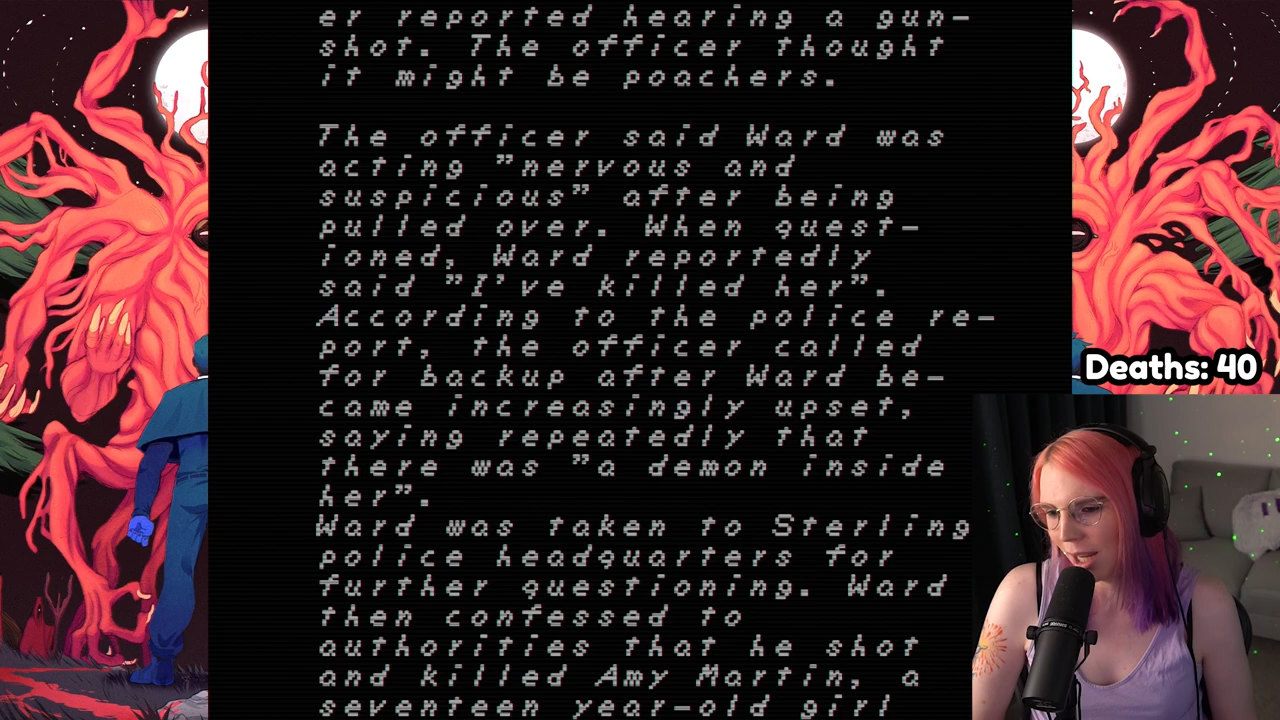 er reported hearing a gun-
shot. The officer thought
it might be poachers.
The officer said Ward was
acting "nervous and
suspicious" after being
pulled over. When quest-
ioned, Ward reportedly
said "I've killed her".
According to the police re-
port, the officer called
for backup after Ward be-
came increasingly upset,
saying repeatedly that
there was "a demon inside
her".
Ward was taken to Sterling
police headquarters for
further questioning. Ward
then confessed to
authorities that he shot
and killed Amy Martin, a
seventeen year-old girl
Deaths: 40